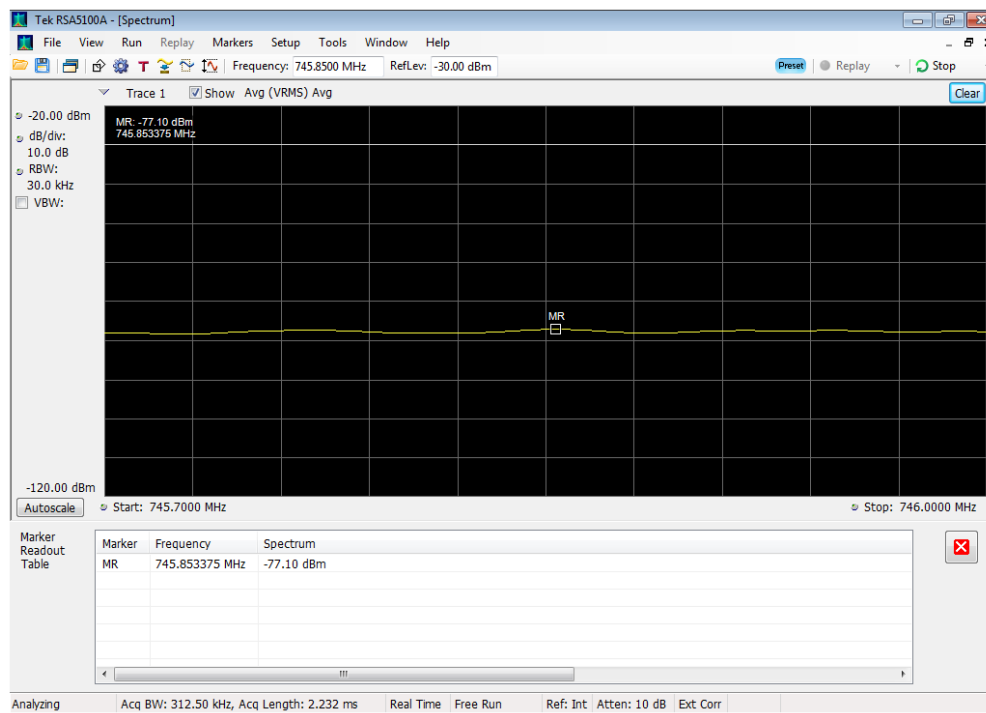 Tek RSA5100A - [Spectrum]
File View Run Replay Markers Setup Tools Window Help
T Frequency: 745.8500 MHz RefLev: -30.00 dBm Preset Replay Stop
Trace 1 Show Avg (VRMS) Avg Clear
-20.00 dBm
dB/div:
10.0 dB
RBW:
30.0 kHz
VBW:
MR: -77.10 dBm
745.853375 MHz
MR
-120.00 dBm
Autoscale Start: 745.7000 MHz Stop: 746.0000 MHz
Marker
Readout
Table
Marker Frequency Spectrum
MR 745.853375 MHz -77.10 dBm
Analyzing Acq BW: 312.50 kHz, Acq Length: 2.232 ms Real Time Free Run Ref: Int Atten: 10 dB Ext Corr